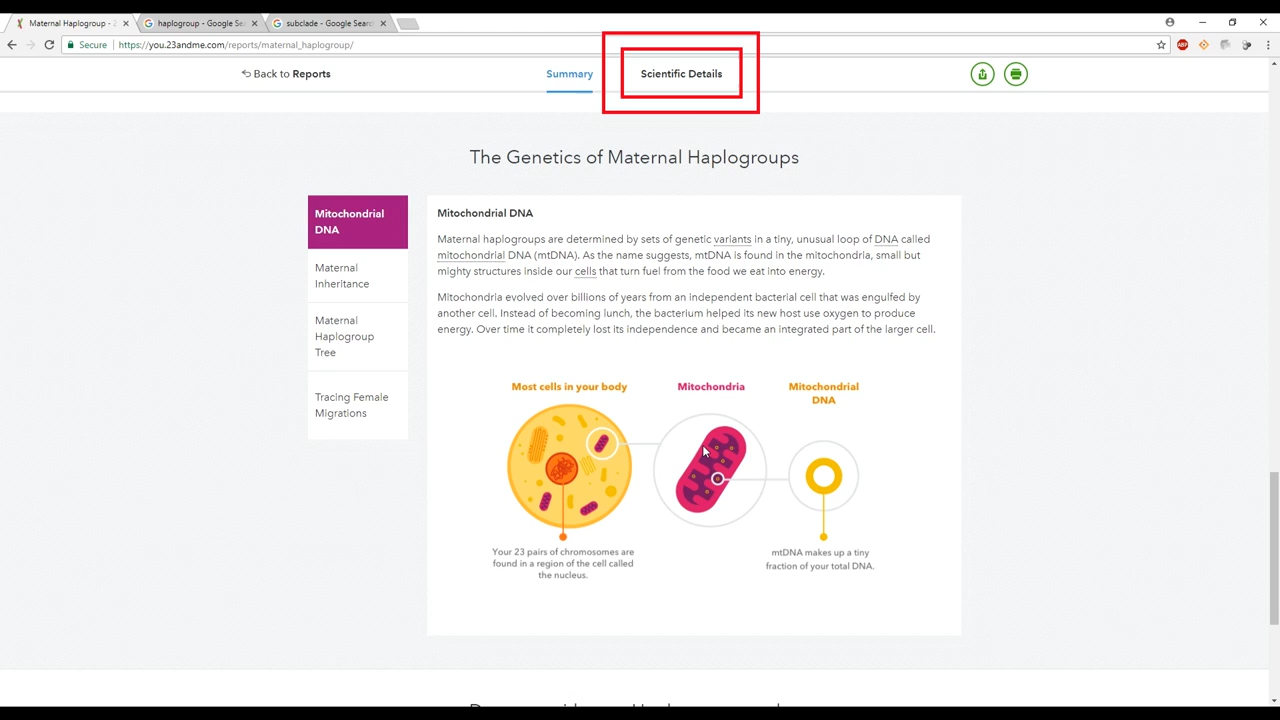 Maternal Haplogroup - 2
haplogroup - Google Sea
subclade - Google Search
Secure
https://you.23andme.com/reports/maternal_haplogroup/
ABP
Back to Reports
Summary
Scientific Details
The Genetics of Maternal Haplogroups
Mitochondrial
DNA
Maternal
Inheritance
Maternal
Haplogroup
Tree
Tracing Female
Migrations
Mitochondrial DNA
Maternal haplogroups are determined by sets of genetic variants in a tiny, unusual loop of DNA called
mitochondrial DNA (mtDNA). As the name suggests, mtDNA is found in the mitochondria, small but
mighty structures inside our cells that turn fuel from the food we eat into energy.
Mitochondria evolved over billions of years from an independent bacterial cell that was engulfed by
another cell. Instead of becoming lunch, the bacterium helped its new host use oxygen to produce
energy. Over time it completely lost its independence and became an integrated part of the larger cell.
Most cells in your body
Mitochondria
Mitochondrial
DNA
Your 23 pairs of chromosomes are
found in a region of the cell called
the nucleus.
mtDNA makes up a tiny
fraction of your total DNA.